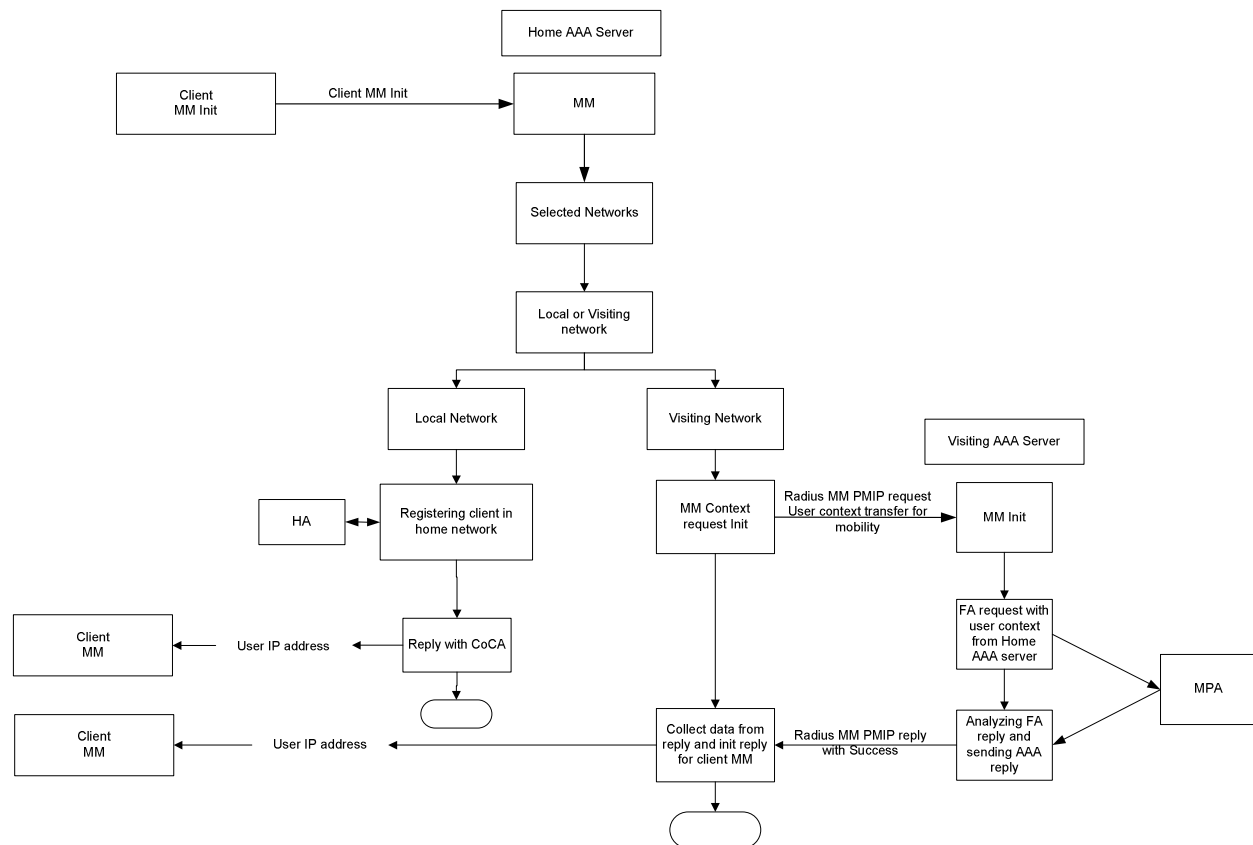 Home AAA Server
Client
MM Init
Client MM Init
MM
Selected Networks
Local or Visiting
network
Local Network
Visiting Network
Visiting AAA Server
HA
Registering client in
home network
MM Context
request Init
Radius MM PMIP request
User context transfer for
mobility
MM Init
FA request with
user context
from Home
AAA server
MPA
Client
MM
User IP address
Reply with CoCA
Client
MM
User IP address
Collect data from
reply and init reply
for client MM
Radius MM PMIP reply
with Success
Analyzing FA
reply and
sending AAA
reply